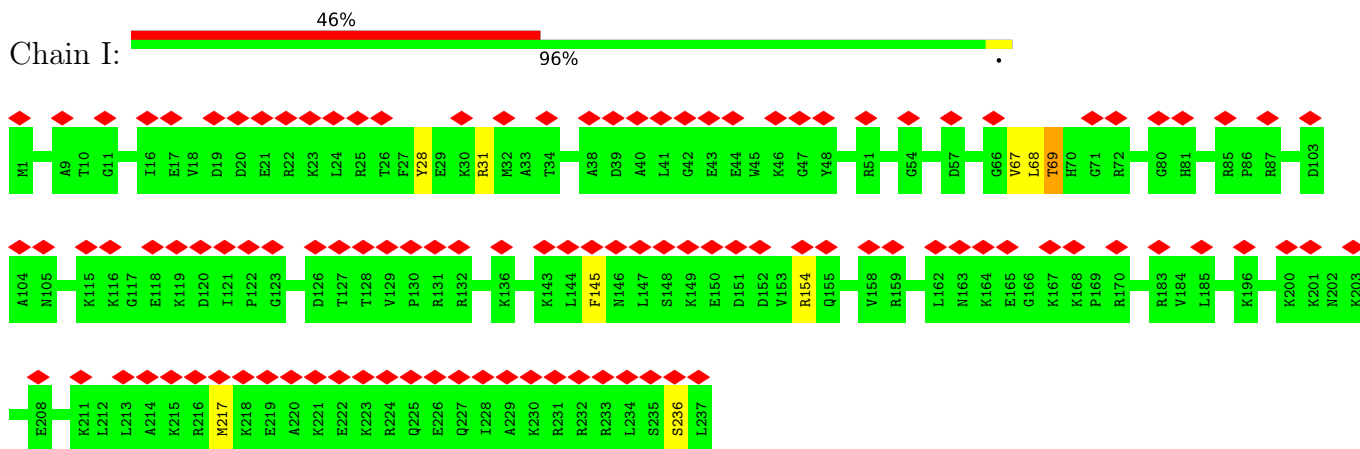 46%
Chain I:
96%
•
M1 A9 T10 G11 I16 E17 V18 D19 D20 E21 R22 K23 L24 R25 T26 F27 Y28 E29 K30 R31 M32 A33 T34 A38 D39 A40 L41 G42 E43 E44 W45 K46 G47 Y48 R51 G54 D57 G66 V67 L68 T69 H70 G71 R72 G80 H81 R85 P86 R87 D103
A104 N105 K115 K116 G117 E118 K119 D120 I121 P122 G123 D126 T127 T128 V129 P130 R131 R132 K136 K143 L144 F145 N146 L147 S148 K149 E150 D151 D152 V153 R154 Q155 V158 R159 L162 N163 K164 E165 G166 K167 K168 P169 R170 R183 V184 L185 K196 K200 K201 N202 K203
E208 K211 L212 L213 A214 K215 R216 M217 K218 E219 A220 K221 E222 K223 R224 Q225 E226 Q227 I228 A229 K230 R231 R232 R233 L234 S235 S236 L237